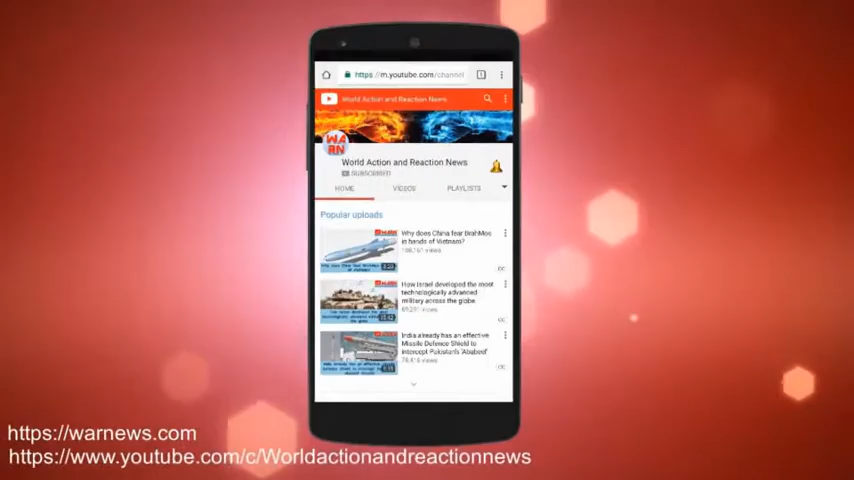 https://m.youtube.com/channel
World Action and Reaction News
WA
RN
World Action and Reaction News
SUBSCRIBED
HOME VIDEOS PLAYLISTS
Popular uploads
Why does China fear BrahMos
in hands of Vietnam?
views
How Israel developed the most
technologically advanced
military across the globe
views
India already has an effective
Missile Defence Shield to
intercept Pakistan's 'Ababeel'
views
https://warnews.com
https://www.youtube.com/c/Worldactionandreactionnews